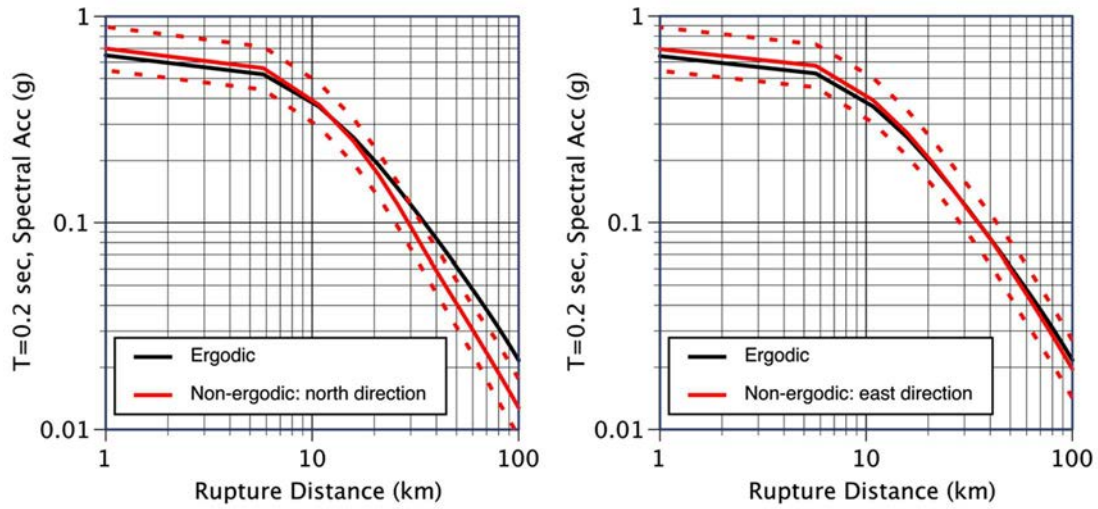 T=0.2 sec, Spectral Acc (g)
1
0.1
0.01
Ergodic
Non-ergodic: north direction
1
10
100
Rupture Distance (km)
T=0.2 sec, Spectral Acc (g)
1
0.1
0.01
Ergodic
Non-ergodic: east direction
1
10
100
Rupture Distance (km)